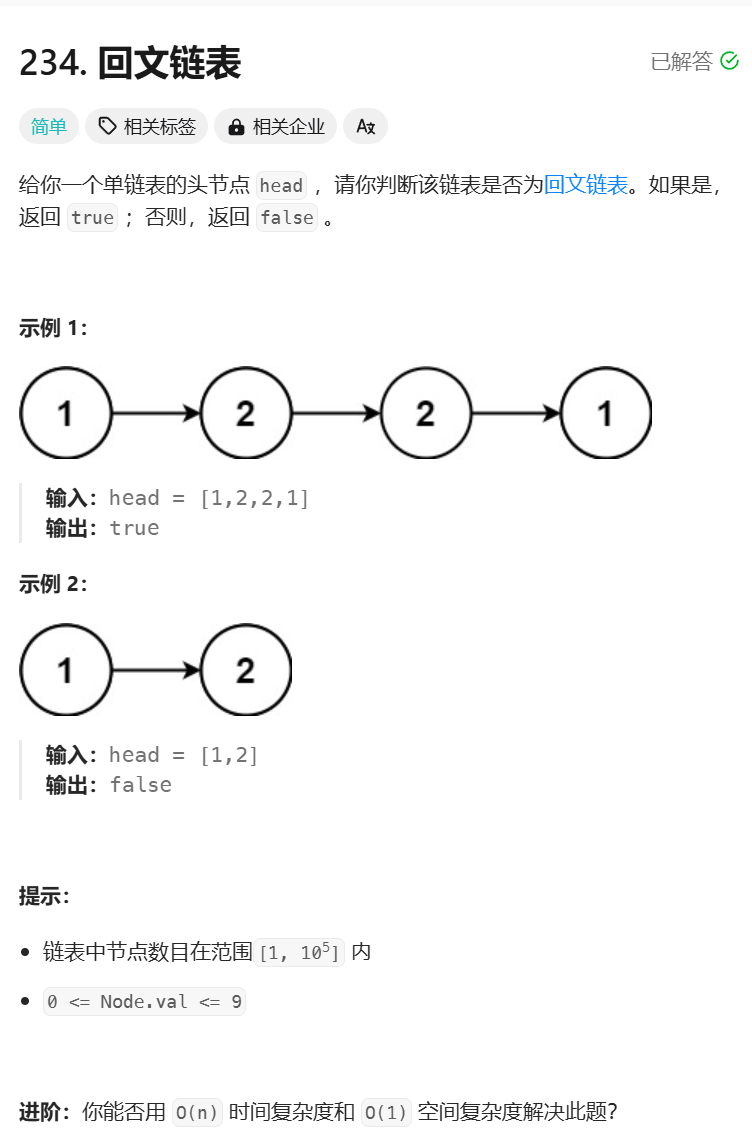 234. 回文链表
已解答
简单
相关标签
相关企业
给你一个单链表的头节点 head ，请你判断该链表是否为回文链表。如果是，
返回 true ；否则，返回 false 。
示例 1：
1 2 2 1
输入：head = [1,2,2,1]
输出：true
示例 2：
1 2
输入：head = [1,2]
输出：false
提示：
• 链表中节点数目在范围[1, 10⁵] 内
• 0 <= Node.val <= 9
进阶：你能否用 O(n) 时间复杂度和 O(1) 空间复杂度解决此题？